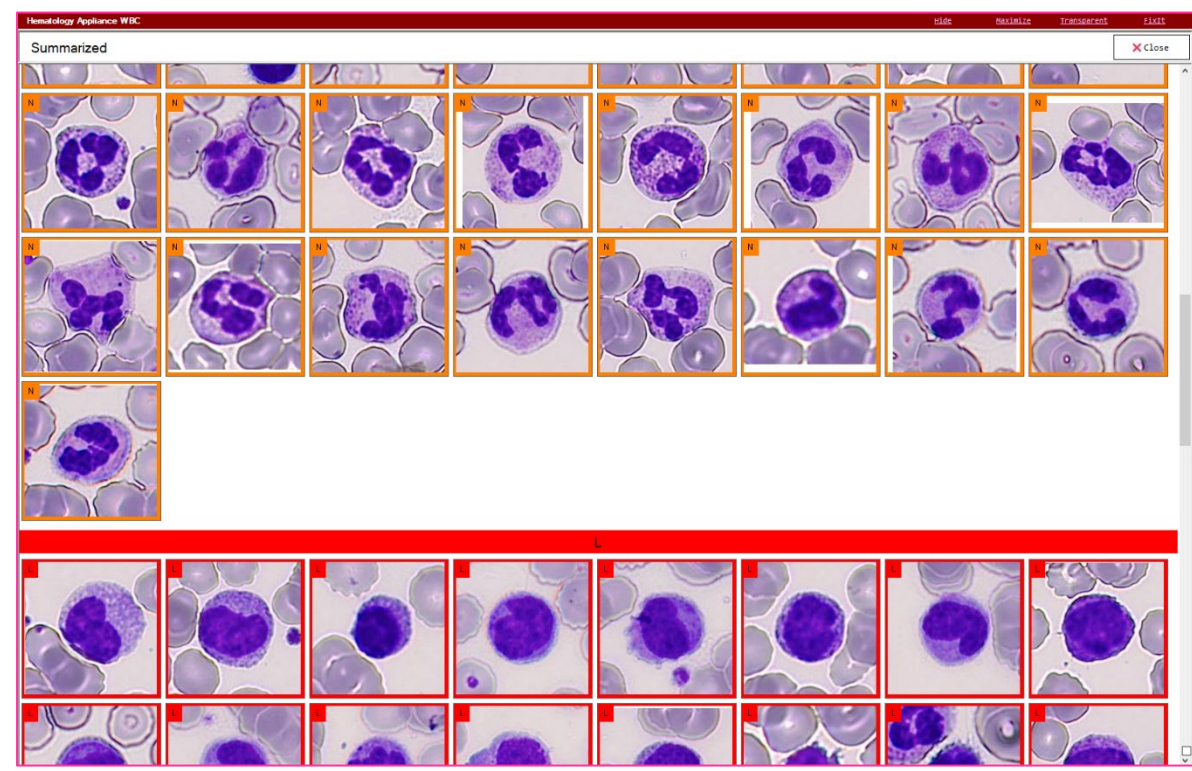 Hematology Appliance WBC Hide Maximize Transparent FixIt
Summarized Close
N N N N N N N N
N N N N N N N N
N
L
L L L L L L L L
L L L L L L L L